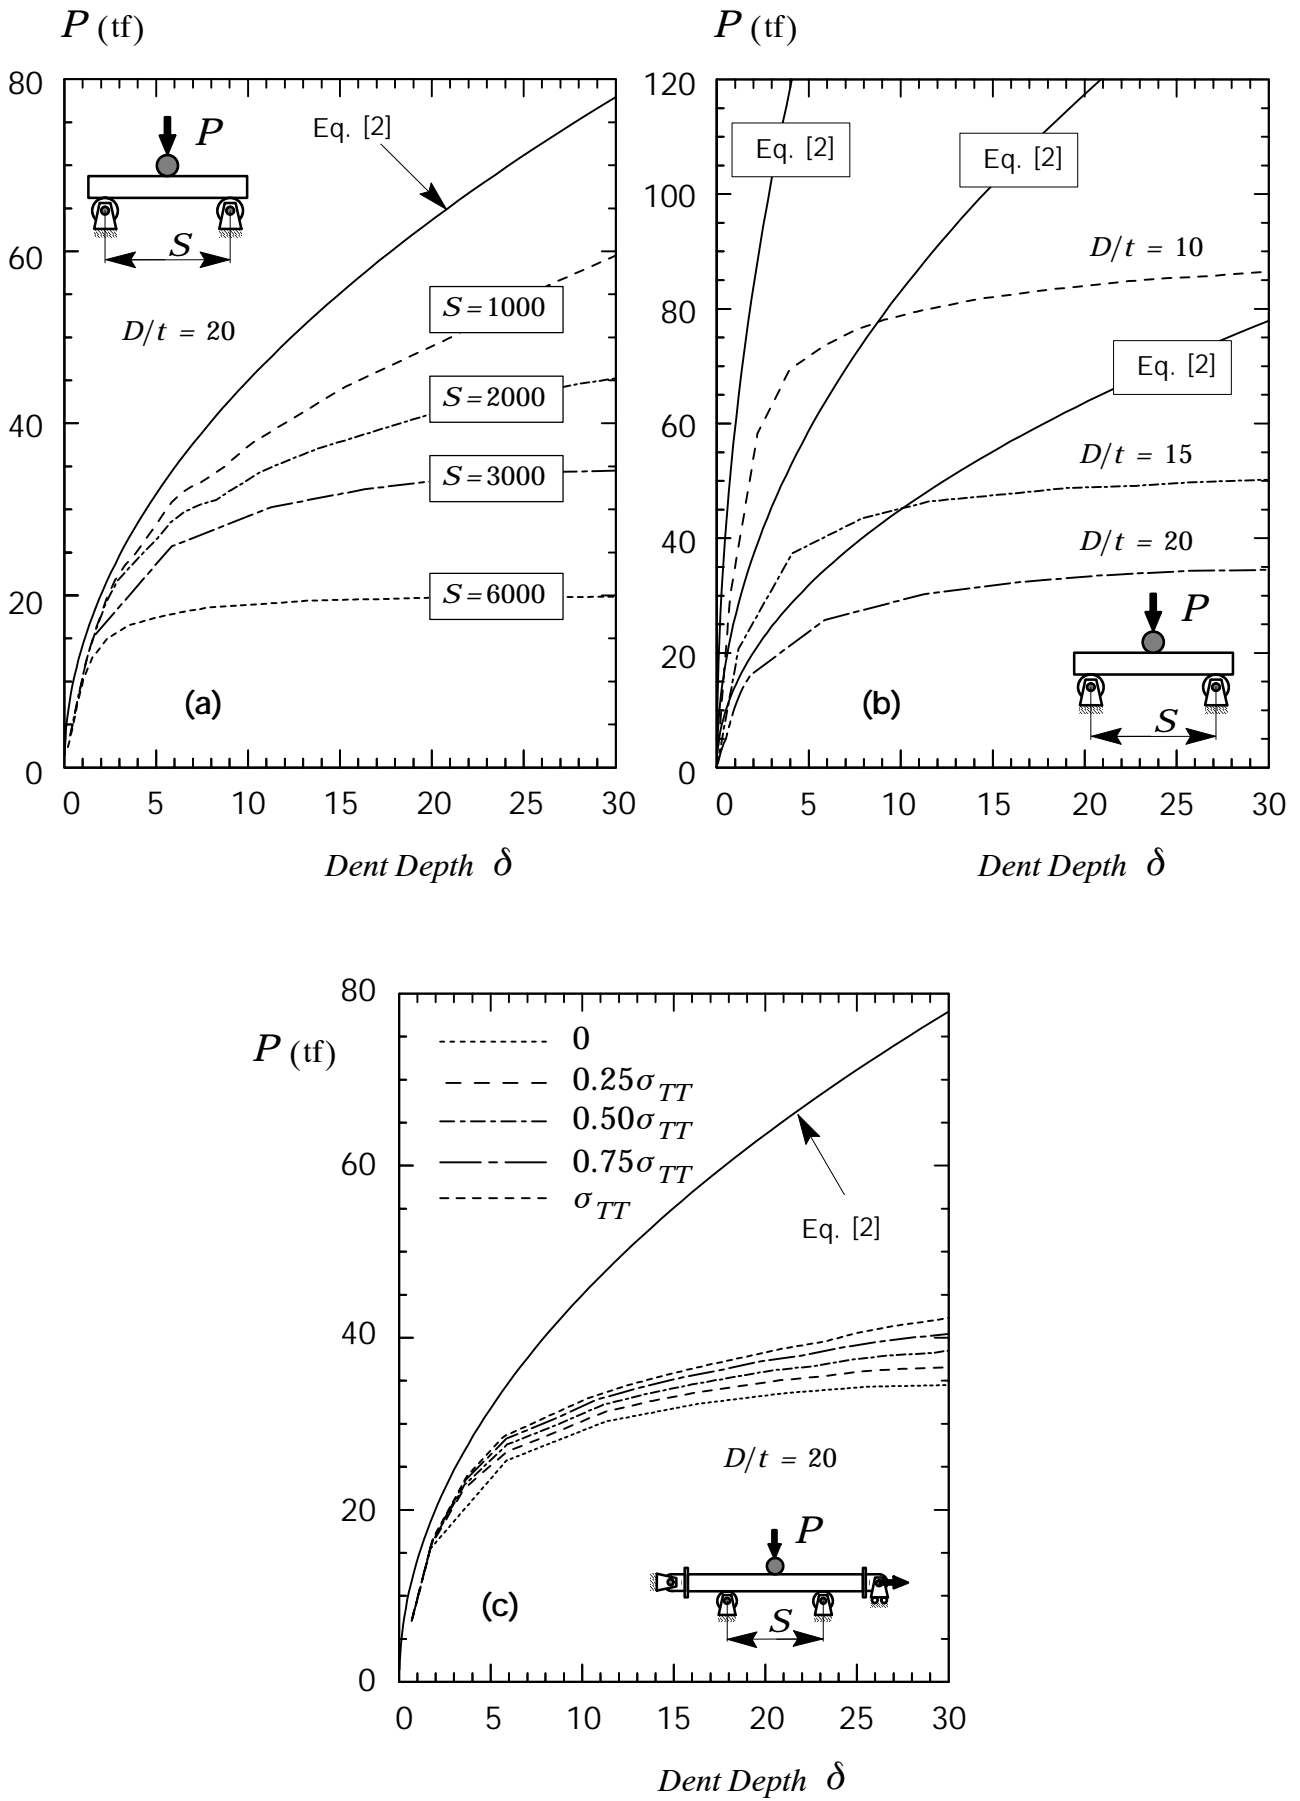 P (tf)
80
60
40
20
0
P
S
D/t = 20
Eq. [2]
S=1000
S=2000
S=3000
S=6000
(a)
0 5 10 15 20 25 30
Dent Depth δ
P (tf)
120
100
80
60
40
20
0
Eq. [2]
Eq. [2]
D/t = 10
Eq. [2]
D/t = 15
D/t = 20
P
S
(b)
0 5 10 15 20 25 30
Dent Depth δ
P (tf)
80
60
40
20
0
0
0.25σTT
0.50σTT
0.75σTT
σTT
Eq. [2]
D/t = 20
P
S
(c)
0 5 10 15 20 25 30
Dent Depth δ